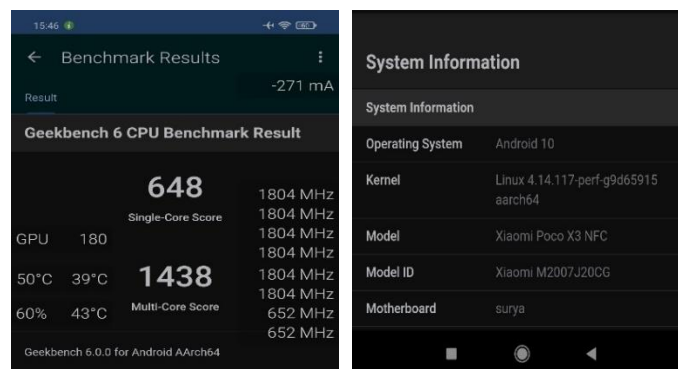 15:46
60
Benchmark Results
-271 mA
Result
Geekbench 6 CPU Benchmark Result
648
Single-Core Score
1804 MHz
1804 MHz
1804 MHz
1804 MHz
1804 MHz
1804 MHz
652 MHz
652 MHz
GPU 180
50°C 39°C
1438
Multi-Core Score
60% 43°C
Geekbench 6.0.0 for Android AArch64
System Information
System Information
Operating System Android 10
Kernel Linux 4.14.117-perf-g9d65915
aarch64
Model Xiaomi Poco X3 NFC
Model ID Xiaomi M2007J20CG
Motherboard surya